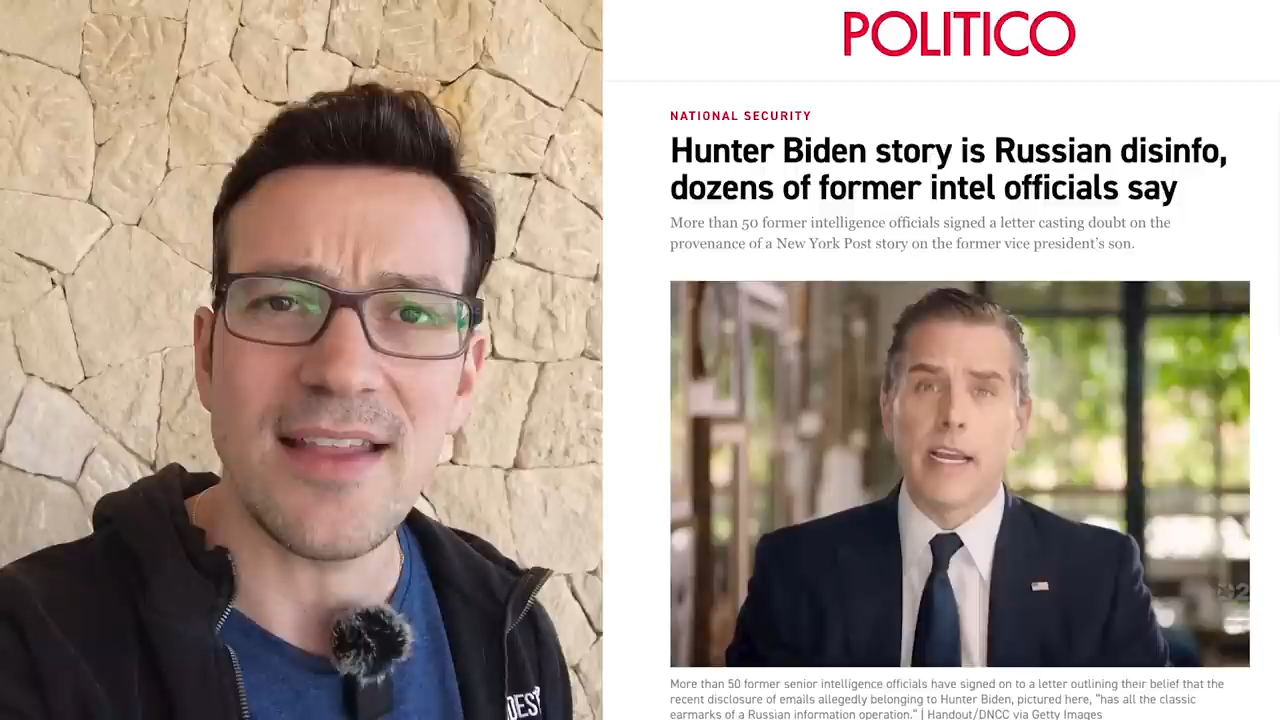 POLITICO
NATIONAL SECURITY
Hunter Biden story is Russian disinfo,
dozens of former intel officials say
More than 50 former intelligence officials signed a letter casting doubt on the
provenance of a New York Post story on the former vice president's son.
More than 50 former senior intelligence officials have signed on to a letter outlining their belief that the
recent disclosure of emails allegedly belonging to Hunter Biden, pictured here, "has all the classic
earmarks of a Russian information operation." | Handout/DNCC via Getty Images